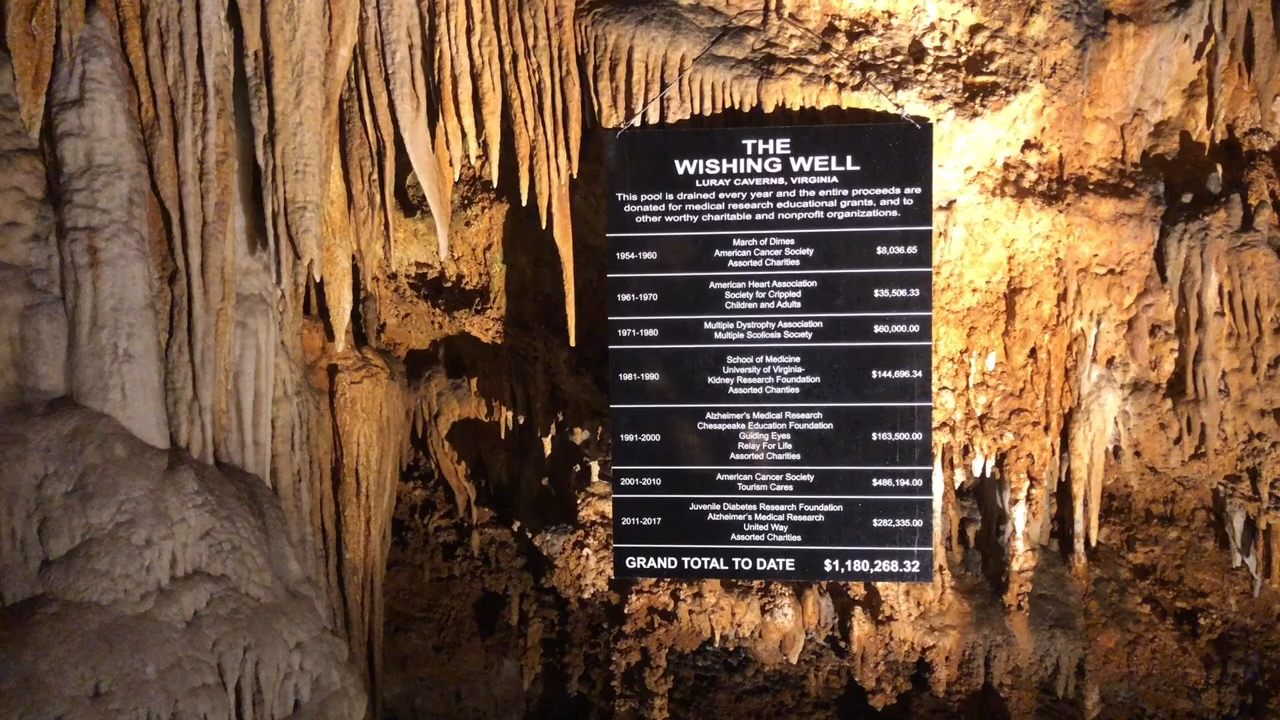 THE
WISHING WELL
LURAY CAVERNS, VIRGINIA
This pool is drained every year and the entire proceeds are
donated for medical research educational grants, and to
other worthy charitable and nonprofit organizations.
1954-1960
March of Dimes
American Cancer Society
Assorted Charities
$8,036.65
1961-1970
American Heart Association
Society for Crippled
Children and Adults
$35,506.33
1971-1980
Multiple Dystrophy Association
Multiple Scoliosis Society
$60,000.00
1981-1990
School of Medicine
University of Virginia-
Kidney Research Foundation
Assorted Charities
$144,696.34
1991-2000
Alzheimer's Medical Research
Chesapeake Education Foundation
Guiding Eyes
Relay For Life
Assorted Charities
$163,500.00
2001-2010
American Cancer Society
Tourism Cares
$486,194.00
2011-2017
Juvenile Diabetes Research Foundation
Alzheimer's Medical Research
United Way
Assorted Charities
$282,335.00
GRAND TOTAL TO DATE $1,180,268.32